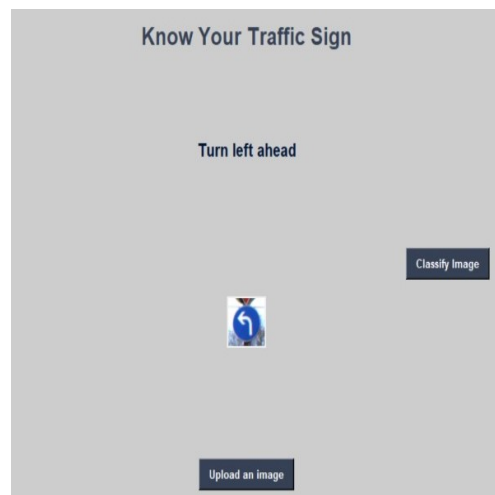 Know Your Traffic Sign
Turn left ahead
Classify Image
Upload an image